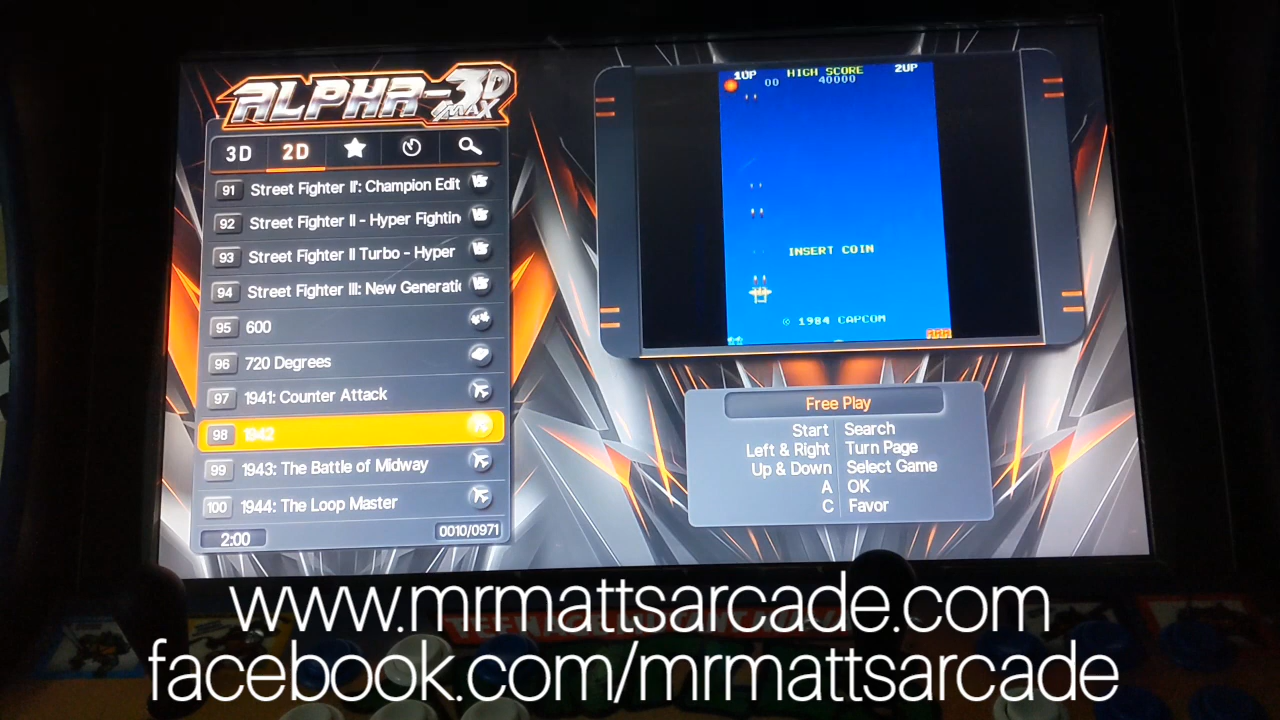 ALPHA-3D
MAX
3D 2D
91 Street Fighter II': Champion Edit
92 Street Fighter II - Hyper Fightin
93 Street Fighter II Turbo - Hyper
94 Street Fighter III: New Generatic
95 600
96 720 Degrees
97 1941: Counter Attack
98 1942
99 1943: The Battle of Midway
100 1944: The Loop Master
2:00 0010/0971
1UP HIGH SCORE 2UP
00 40000
INSERT COIN
© 1984 CAPCOM
Free Play
Start Search
Left & Right Turn Page
Up & Down Select Game
A OK
C Favor
www.mrmattsarcade.com
facebook.com/mrmattsarcade